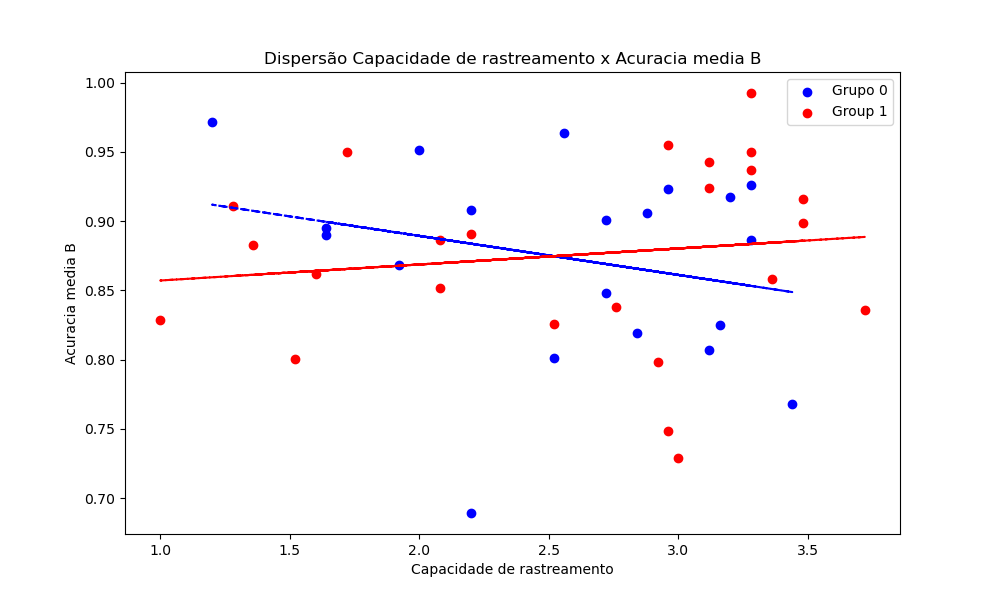 Dispersão Capacidade de rastreamento x Acuracia media B
Grupo 0
Group 1
1.00
0.95
0.90
0.85
0.80
0.75
0.70
Acuracia media B
1.0 1.5 2.0 2.5 3.0 3.5
Capacidade de rastreamento